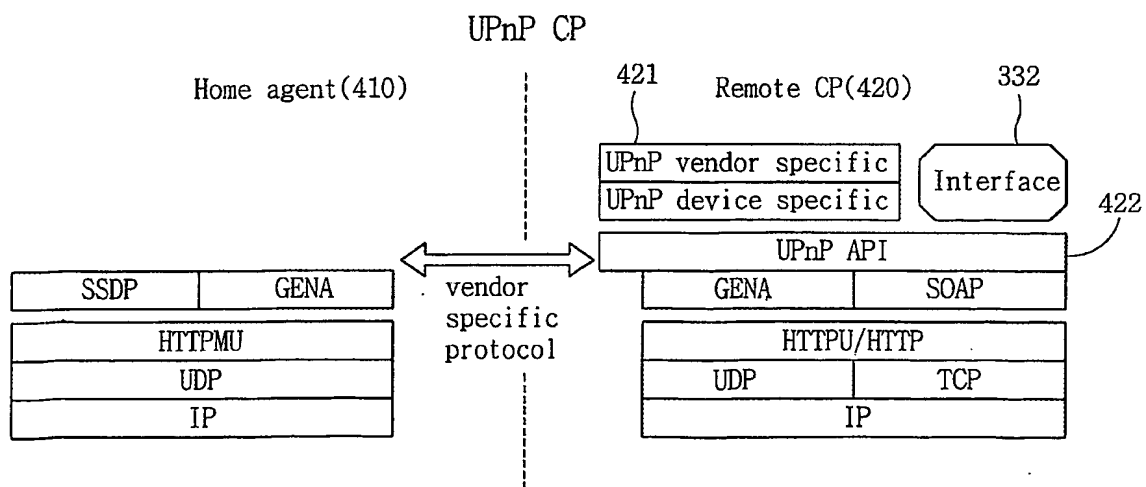 UPnP CP
Home agent(410)
421
Remote CP(420)
332
UPnP vendor specific
UPnP device specific
Interface
422
UPnP API
SSDP
GENA
vendor
specific
protocol
GENA
SOAP
HTTPMU
HTTPU/HTTP
UDP
UDP
TCP
IP
IP